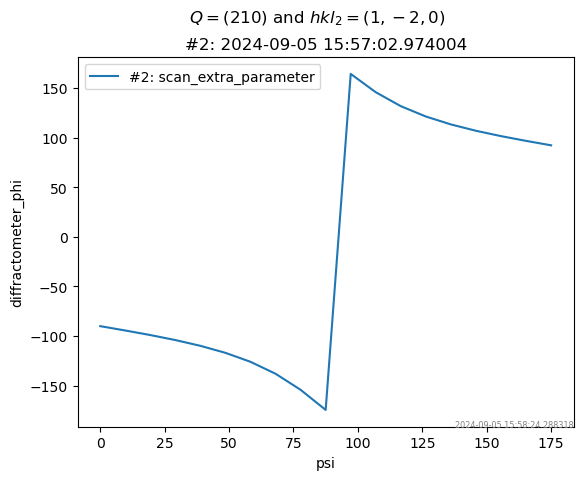 Q = (210) and hkl₂ = (1, −2, 0)
#2: 2024-09-05 15:57:02.974004
#2: scan_extra_parameter
diffractometer_phi
150
100
50
0
−50
−100
−150
0 25 50 75 100 125 150 175
psi
2024-09-05 15:58:24.288318